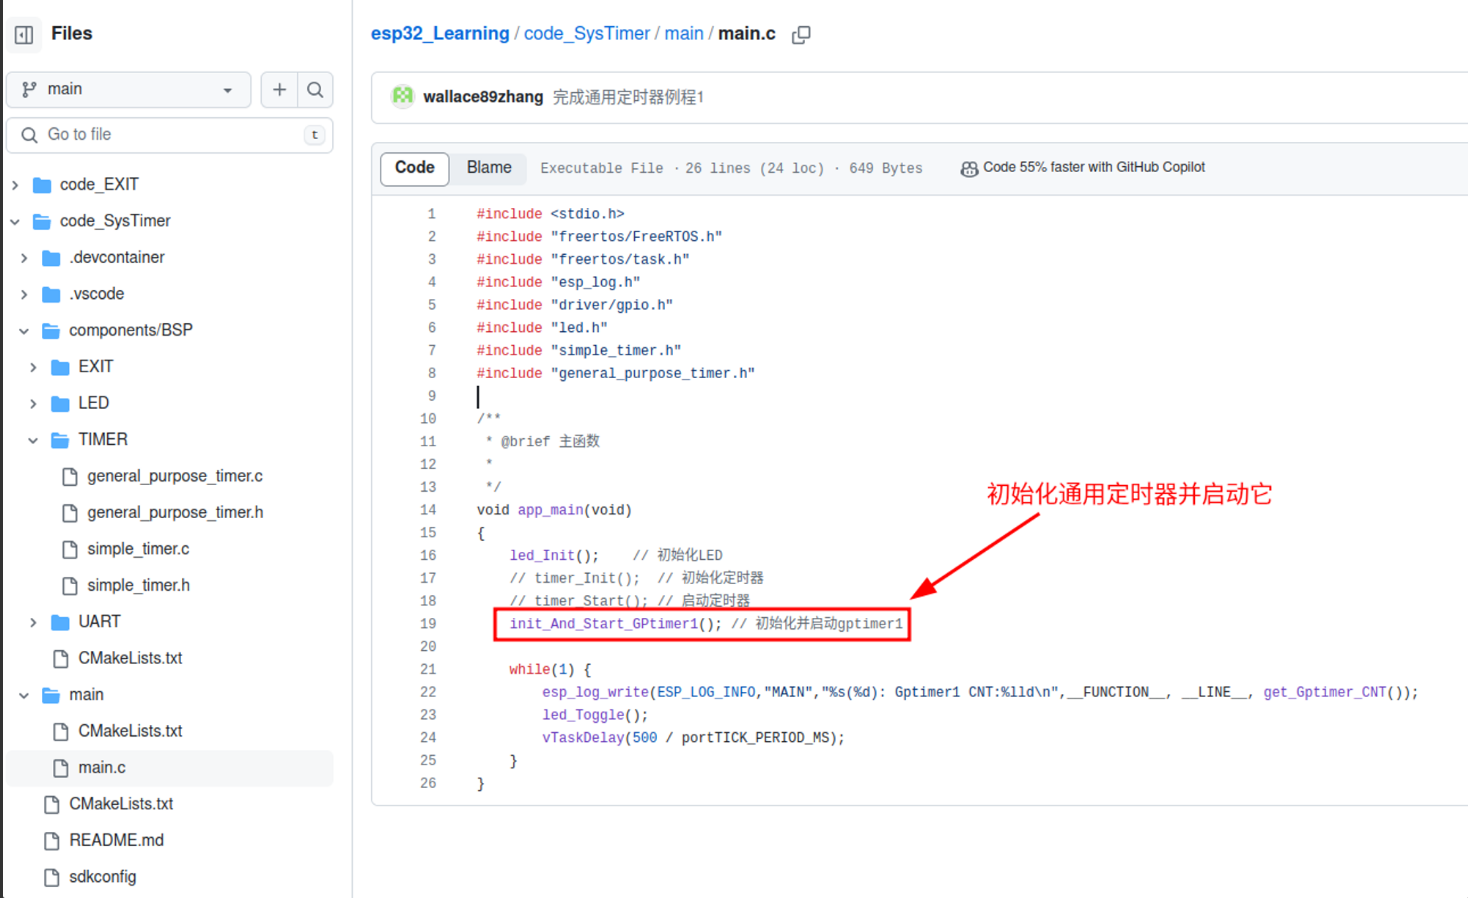 Files
main
Go to file
t
code_EXIT
code_SysTimer
.devcontainer
.vscode
components/BSP
EXIT
LED
TIMER
general_purpose_timer.c
general_purpose_timer.h
simple_timer.c
simple_timer.h
UART
CMakeLists.txt
main
CMakeLists.txt
main.c
CMakeLists.txt
README.md
sdkconfig
esp32_Learning / code_SysTimer / main / main.c
wallace89zhang 完成通用定时器例程1
Code Blame Executable File · 26 lines (24 loc) · 649 Bytes Code 55% faster with GitHub Copilot
1 #include <stdio.h>
2 #include "freertos/FreeRTOS.h"
3 #include "freertos/task.h"
4 #include "esp_log.h"
5 #include "driver/gpio.h"
6 #include "led.h"
7 #include "simple_timer.h"
8 #include "general_purpose_timer.h"
9
10 /**
11 * @brief 主函数
12 *
13 */
14 void app_main(void)
15 {
16 led_Init(); // 初始化LED
17 // timer_Init(); // 初始化定时器
18 // timer_Start(); // 启动定时器
19 init_And_Start_GPtimer1(); // 初始化并启动gptimer1
20
21 while(1) {
22 esp_log_write(ESP_LOG_INFO,"MAIN","%s(%d): Gptimer1 CNT:%lld\n",__FUNCTION__, __LINE__, get_Gptimer_CNT());
23 led_Toggle();
24 vTaskDelay(500 / portTICK_PERIOD_MS);
25 }
26 }
初始化通用定时器并启动它